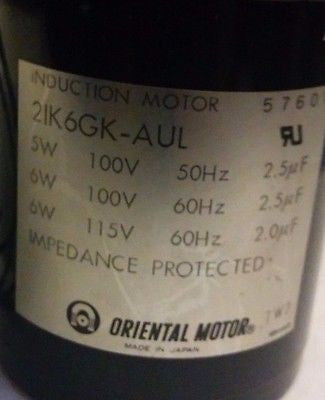 INDUCTION MOTOR 5760
2IK6GK-AUL
5W 100V 50Hz 2.5µF
6W 100V 60Hz 2.5µF
6W 115V 60Hz 2.0µF
IMPEDANCE PROTECTED
ORIENTAL MOTOR®
MADE IN JAPAN